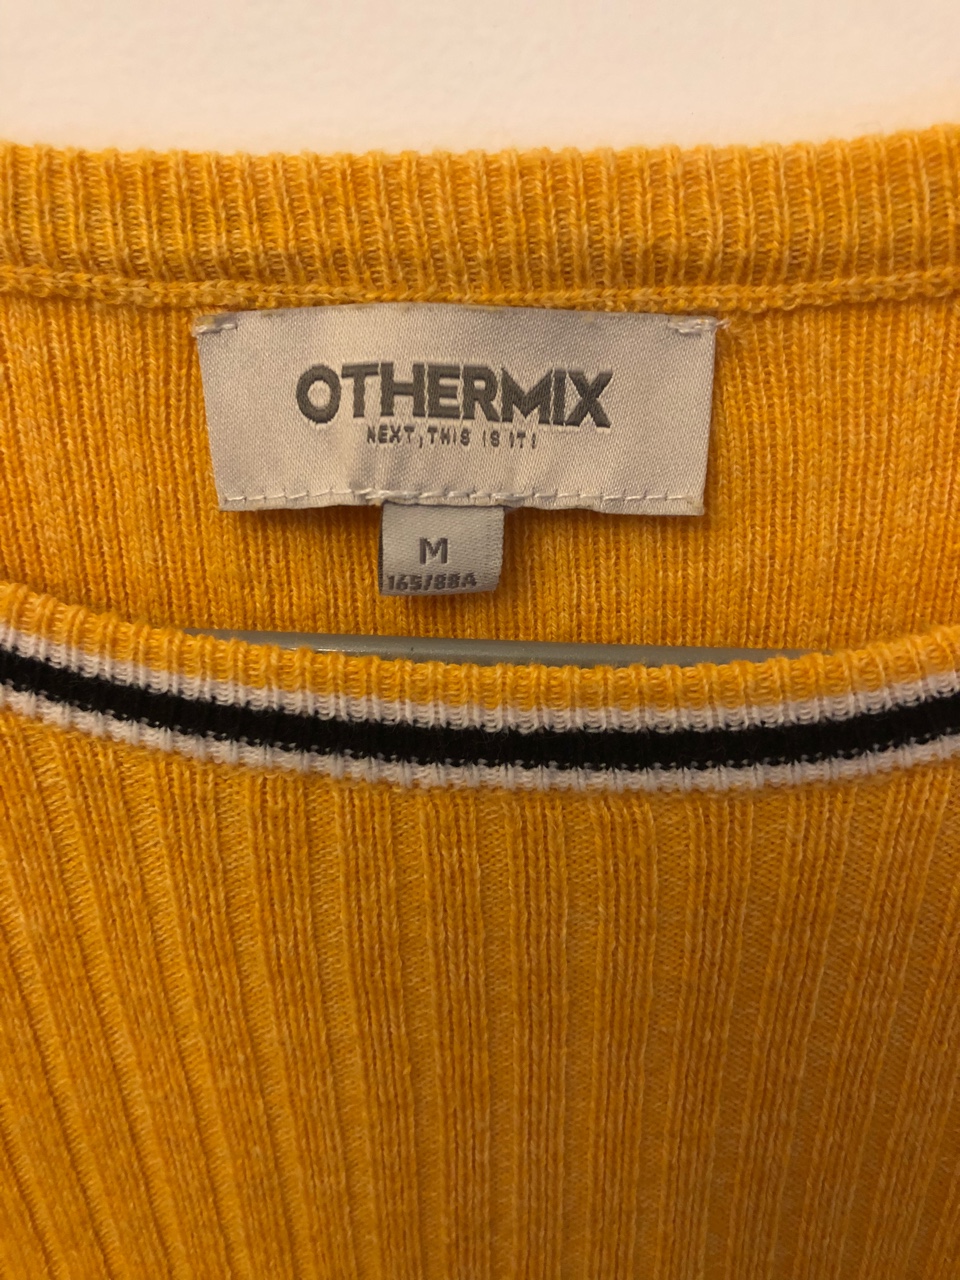 OTHERMIX
NEXT, THIS IS IT!
M
165/88A